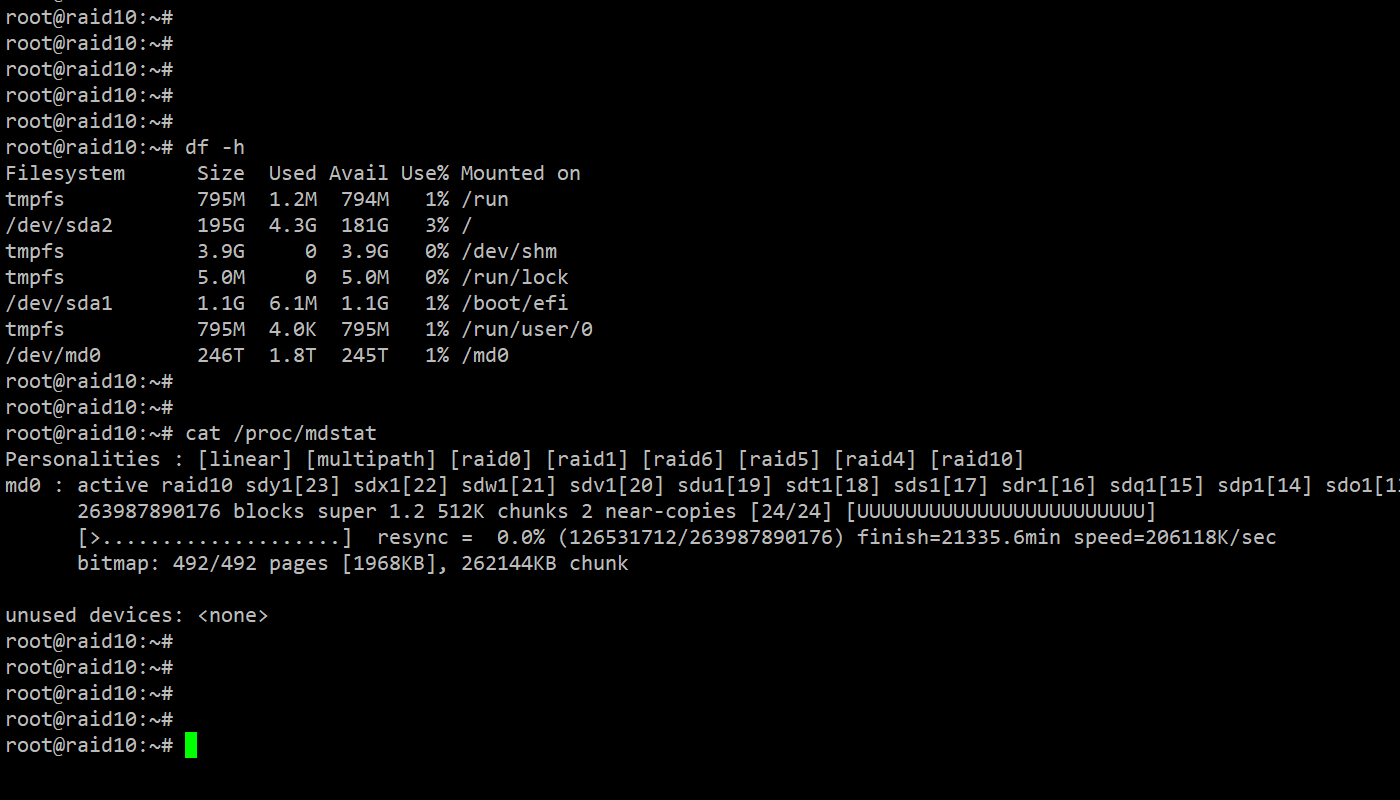 root@raid10:~#
root@raid10:~#
root@raid10:~#
root@raid10:~#
root@raid10:~#
root@raid10:~# df -h
Filesystem      Size  Used Avail Use% Mounted on
tmpfs           795M  1.2M  794M   1% /run
/dev/sda2       195G  4.3G  181G   3% /
tmpfs           3.9G     0  3.9G   0% /dev/shm
tmpfs           5.0M     0  5.0M   0% /run/lock
/dev/sda1       1.1G  6.1M  1.1G   1% /boot/efi
tmpfs           795M  4.0K  795M   1% /run/user/0
/dev/md0        246T  1.8T  245T   1% /md0
root@raid10:~#
root@raid10:~#
root@raid10:~# cat /proc/mdstat
Personalities : [linear] [multipath] [raid0] [raid1] [raid6] [raid5] [raid4] [raid10]
md0 : active raid10 sdy1[23] sdx1[22] sdw1[21] sdv1[20] sdu1[19] sdt1[18] sds1[17] sdr1[16] sdq1[15] sdp1[14]
      263987890176 blocks super 1.2 512K chunks 2 near-copies [24/24] [UUUUUUUUUUUUUUUUUUUUUUUU]
      [>....................]  resync =  0.0% (126531712/263987890176) finish=21335.6min speed=206118K/sec
      bitmap: 492/492 pages [1968KB], 262144KB chunk
unused devices: <none>
root@raid10:~#
root@raid10:~#
root@raid10:~#
root@raid10:~#
root@raid10:~#